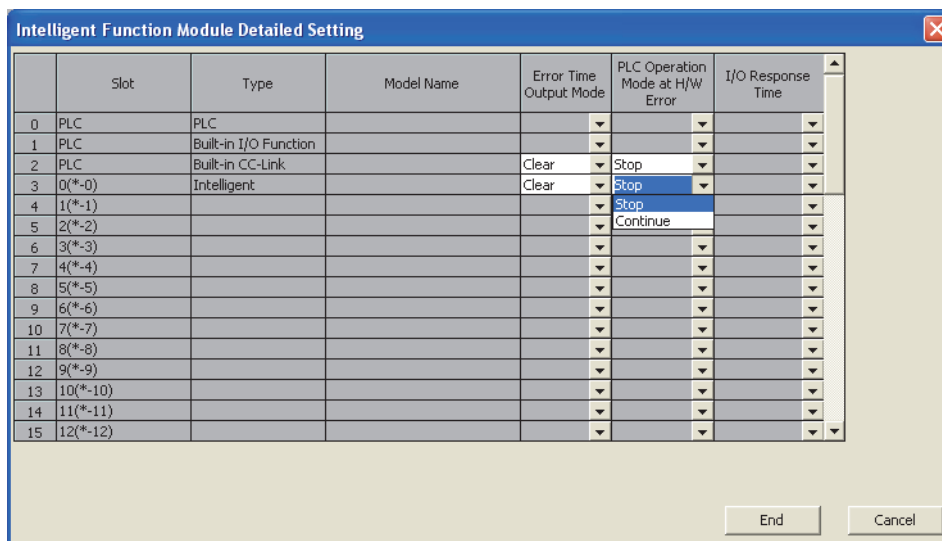 Intelligent Function Module Detailed Setting
Slot Type Model Name Error Time Output Mode PLC Operation Mode at H/W Error I/O Response Time
0 PLC PLC
1 PLC Built-in I/O Function
2 PLC Built-in CC-Link Clear Stop
3 0(*-0) Intelligent Clear Stop
4 1(*-1) Stop
5 2(*-2) Continue
6 3(*-3)
7 4(*-4)
8 5(*-5)
9 6(*-6)
10 7(*-7)
11 8(*-8)
12 9(*-9)
13 10(*-10)
14 11(*-11)
15 12(*-12)
End Cancel